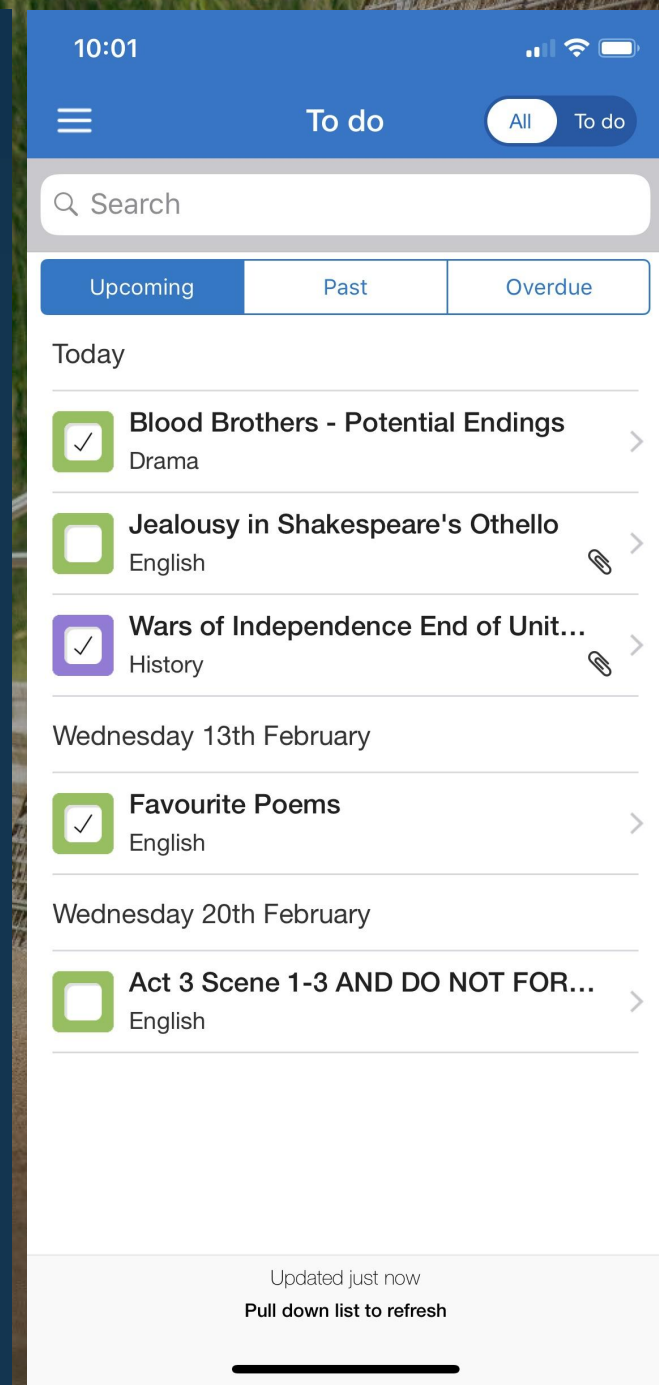 10:01
To do
All
To do
Search
Upcoming
Past
Overdue
Today
Blood Brothers - Potential Endings
Drama
Jealousy in Shakespeare's Othello
English
Wars of Independence End of Unit...
History
Wednesday 13th February
Favourite Poems
English
Wednesday 20th February
Act 3 Scene 1-3 AND DO NOT FOR...
English
Updated just now
Pull down list to refresh